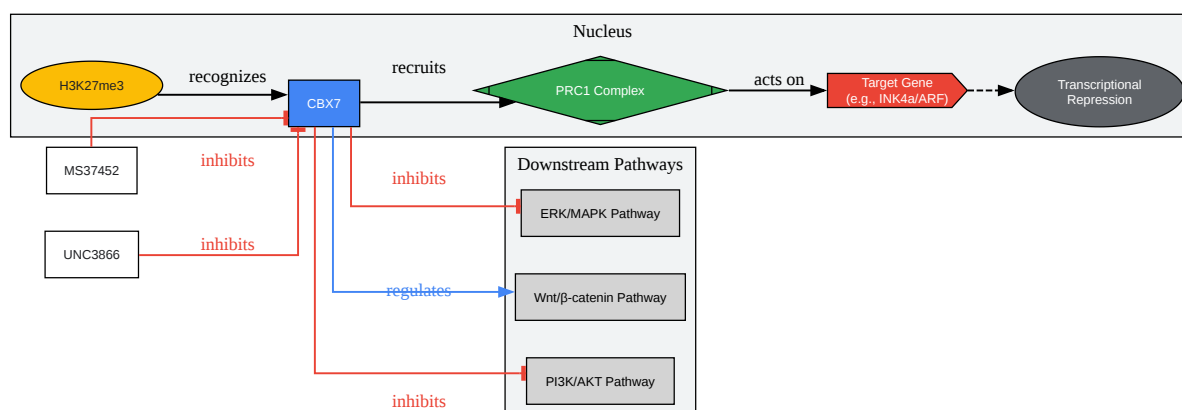 Nucleus
H3K27me3
recognizes
CBX7
recruits
PRC1 Complex
acts on
Target Gene
(e.g., INK4a/ARF)
Transcriptional
Repression
MS37452
inhibits
UNC3866
inhibits
inhibits
Downstream Pathways
ERK/MAPK Pathway
regulates
Wnt/β-catenin Pathway
PI3K/AKT Pathway
inhibits